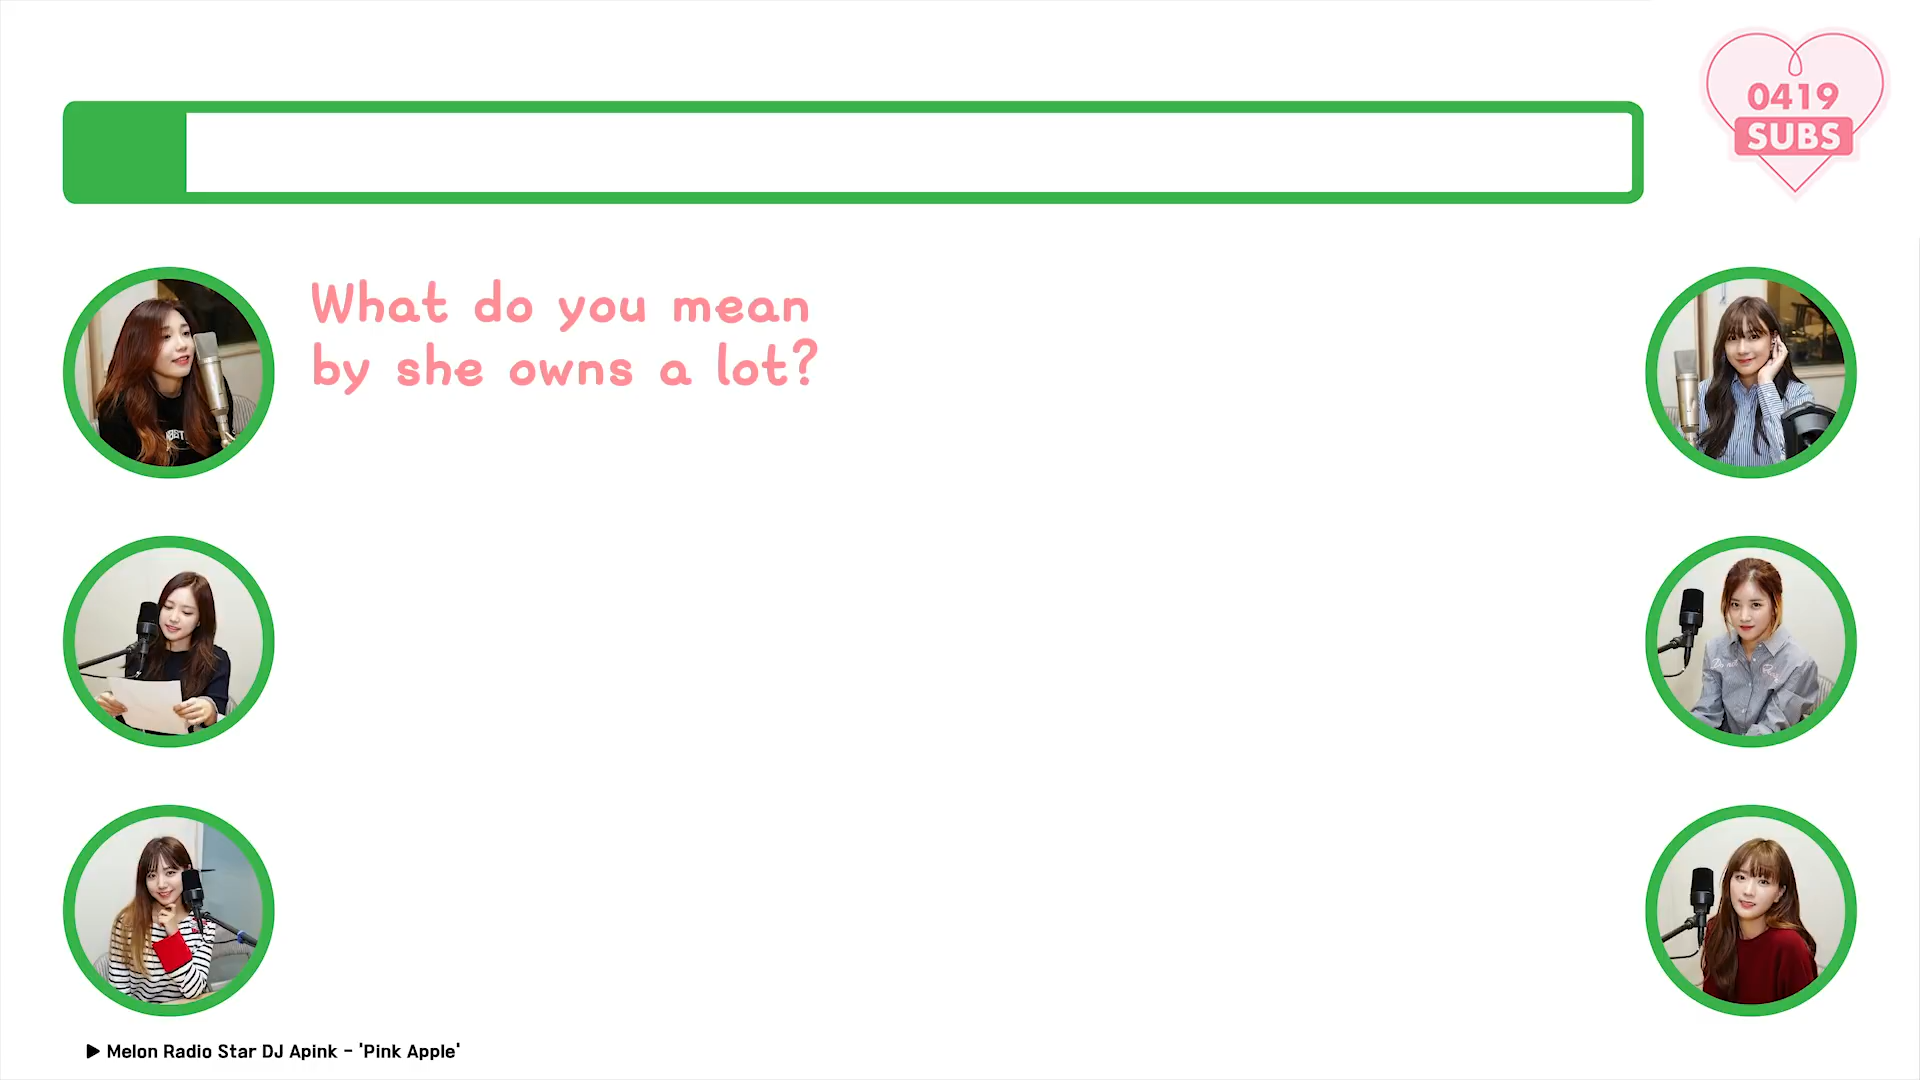 0419
SUBS
What do you mean
by she owns a lot?
▶ Melon Radio Star DJ Apink - 'Pink Apple'